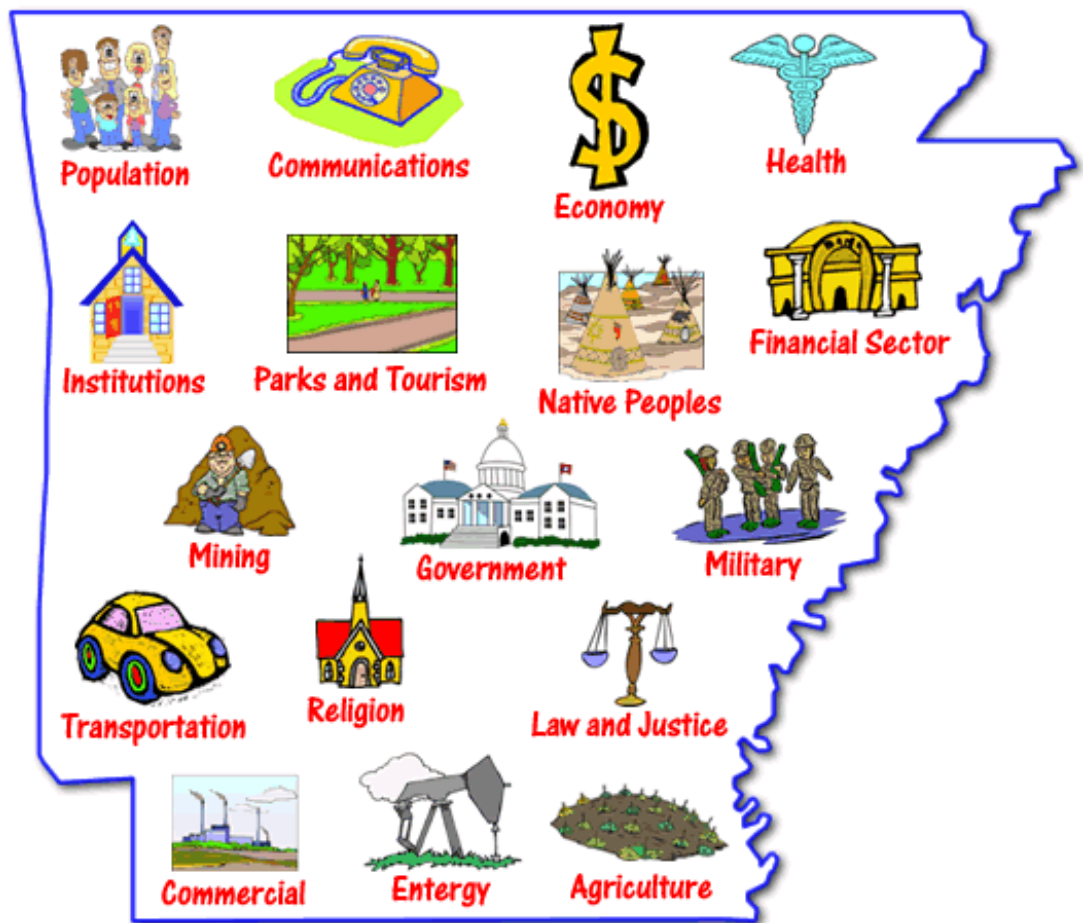 Population
Communications
Economy
Health
Institutions
Parks and Tourism
Native Peoples
Financial Sector
Mining
Government
Military
Transportation
Religion
Law and Justice
Commercial
Entergy
Agriculture